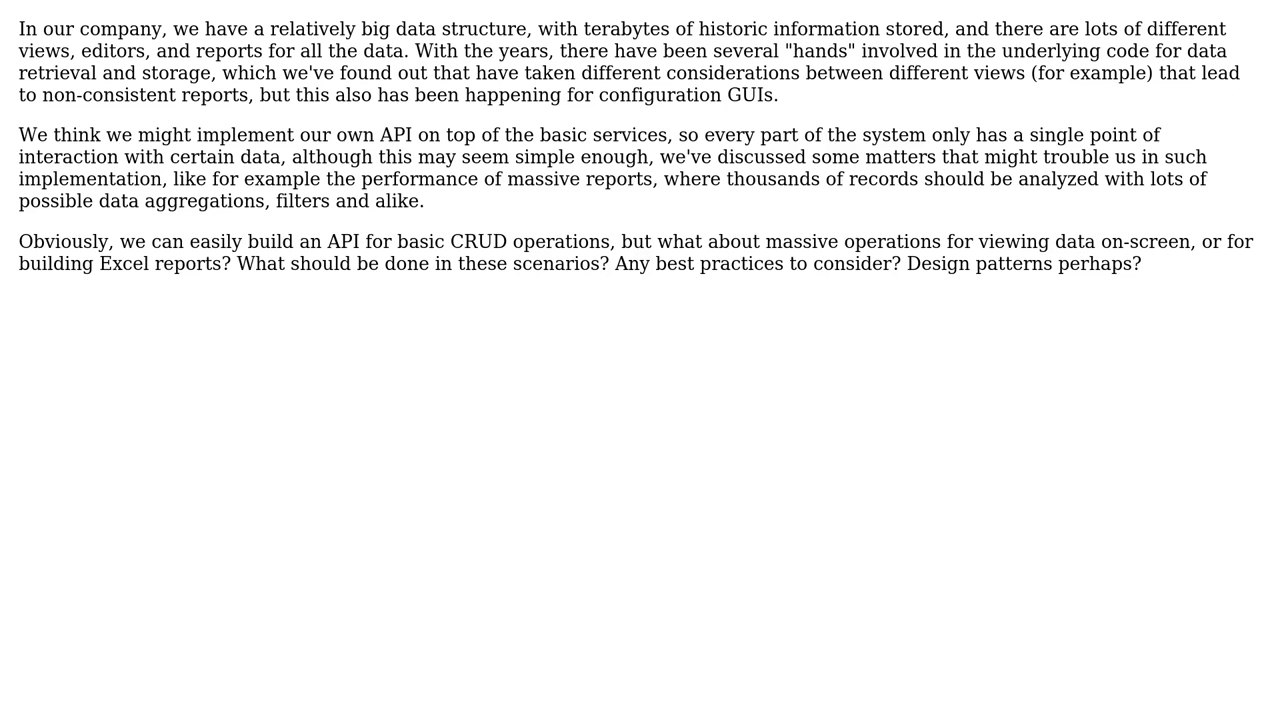 In our company, we have a relatively big data structure, with terabytes of historic information stored, and there are lots of different
views, editors, and reports for all the data. With the years, there have been several "hands" involved in the underlying code for data
retrieval and storage, which we've found out that have taken different considerations between different views (for example) that lead
to non-consistent reports, but this also has been happening for configuration GUIs.
We think we might implement our own API on top of the basic services, so every part of the system only has a single point of
interaction with certain data, although this may seem simple enough, we've discussed some matters that might trouble us in such
implementation, like for example the performance of massive reports, where thousands of records should be analyzed with lots of
possible data aggregations, filters and alike.
Obviously, we can easily build an API for basic CRUD operations, but what about massive operations for viewing data on-screen, or for
building Excel reports? What should be done in these scenarios? Any best practices to consider? Design patterns perhaps?